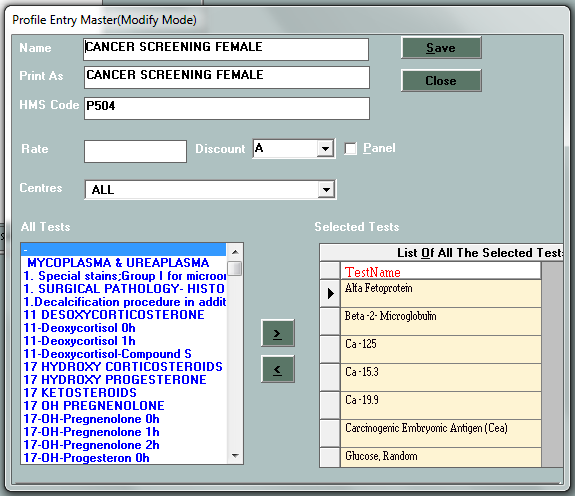 Profile Entry Master(Modify Mode)
Name CANCER SCREENING FEMALE Save
Print As CANCER SCREENING FEMALE Close
HMS Code P504
Rate Discount A Panel
Centres ALL
All Tests Selected Tests
-
MYCOPLASMA & UREAPLASMA
1. Special stains;Group I for microor
1. SURGICAL PATHOLOGY- HISTO
1.Decalcification procedure in addit
11 DESOXYCORTICOSTERONE
11-Deoxycortisol 0h
11-Deoxycortisol 1h
11-Deoxycortisol-Compound S
17 HYDROXY CORTICOSTEROIDS
17 HYDROXY PROGESTERONE
17 KETOSTEROIDS
17 OH PREGNENOLONE
17-OH-Pregnenolone 0h
17-OH-Pregnenolone 1h
17-OH-Pregnenolone 2h
17-OH-Progesteron 0h
>
<
List Of All The Selected Tests
TestName
Alfa Fetoprotein
Beta -2- Microglobulin
Ca -125
Ca -15.3
Ca -19.9
Carcinogenic Embryonic Antigen (Cea)
Glucose, Random